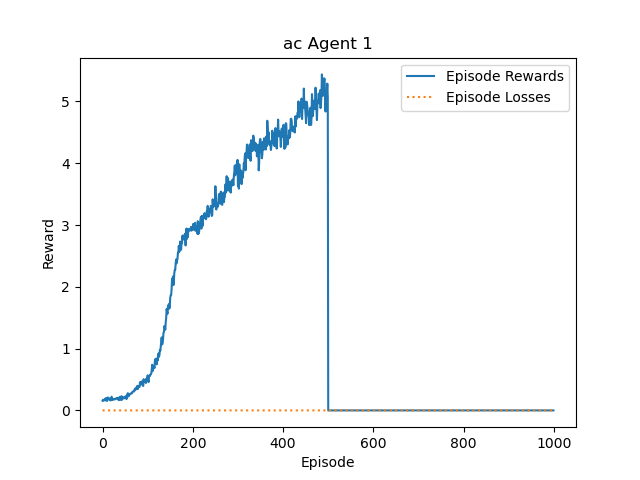 ac Agent 1
Episode Rewards
Episode Losses
Reward
5
4
3
2
1
0
0 200 400 600 800 1000
Episode